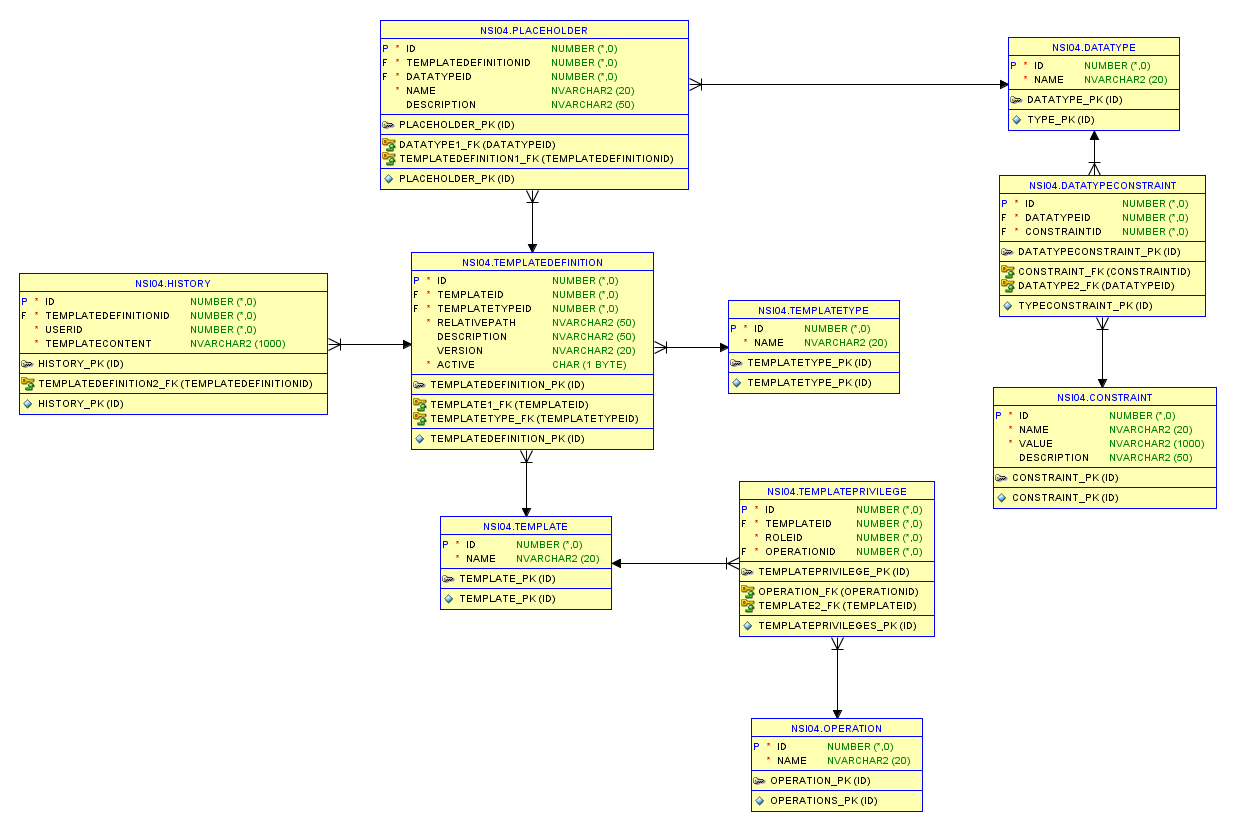 NSI04.PLACEHOLDER
P * ID NUMBER (*,0)
F * TEMPLATEDEFINITIONID NUMBER (*,0)
F * DATATYPEID NUMBER (*,0)
* NAME NVARCHAR2 (20)
DESCRIPTION NVARCHAR2 (50)
PLACEHOLDER_PK (ID)
DATATYPE1_FK (DATATYPEID)
TEMPLATEDEFINITION1_FK (TEMPLATEDEFINITIONID)
PLACEHOLDER_PK (ID)
NSI04.DATATYPE
P * ID NUMBER (*,0)
* NAME NVARCHAR2 (20)
DATATYPE_PK (ID)
TYPE_PK (ID)
NSI04.DATATYPECONSTRAINT
P * ID NUMBER (*,0)
F * DATATYPEID NUMBER (*,0)
F * CONSTRAINTID NUMBER (*,0)
DATATYPECONSTRAINT_PK (ID)
CONSTRAINT_FK (CONSTRAINTID)
DATATYPE2_FK (DATATYPEID)
TYPECONSTRAINT_PK (ID)
NSI04.HISTORY
P * ID NUMBER (*,0)
F * TEMPLATEDEFINITIONID NUMBER (*,0)
* USERID NUMBER (*,0)
* TEMPLATECONTENT NVARCHAR2 (1000)
HISTORY_PK (ID)
TEMPLATEDEFINITION2_FK (TEMPLATEDEFINITIONID)
HISTORY_PK (ID)
NSI04.TEMPLATEDEFINITION
P * ID NUMBER (*,0)
F * TEMPLATEID NUMBER (*,0)
F * TEMPLATETYPEID NUMBER (*,0)
* RELATIVEPATH NVARCHAR2 (50)
DESCRIPTION NVARCHAR2 (50)
VERSION NVARCHAR2 (20)
* ACTIVE CHAR (1 BYTE)
TEMPLATEDEFINITION_PK (ID)
TEMPLATE1_FK (TEMPLATEID)
TEMPLATETYPE_FK (TEMPLATETYPEID)
TEMPLATEDEFINITION_PK (ID)
NSI04.TEMPLATETYPE
P * ID NUMBER (*,0)
* NAME NVARCHAR2 (20)
TEMPLATETYPE_PK (ID)
TEMPLATETYPE_PK (ID)
NSI04.CONSTRAINT
P * ID NUMBER (*,0)
* NAME NVARCHAR2 (20)
* VALUE NVARCHAR2 (1000)
DESCRIPTION NVARCHAR2 (50)
CONSTRAINT_PK (ID)
CONSTRAINT_PK (ID)
NSI04.TEMPLATE
P * ID NUMBER (*,0)
* NAME NVARCHAR2 (20)
TEMPLATE_PK (ID)
TEMPLATE_PK (ID)
NSI04.TEMPLATEPRIVILEGE
P * ID NUMBER (*,0)
F * TEMPLATEID NUMBER (*,0)
* ROLEID NUMBER (*,0)
F * OPERATIONID NUMBER (*,0)
TEMPLATEPRIVILEGE_PK (ID)
OPERATION_FK (OPERATIONID)
TEMPLATE2_FK (TEMPLATEID)
TEMPLATEPRIVILEGES_PK (ID)
NSI04.OPERATION
P * ID NUMBER (*,0)
* NAME NVARCHAR2 (20)
OPERATION_PK (ID)
OPERATIONS_PK (ID)